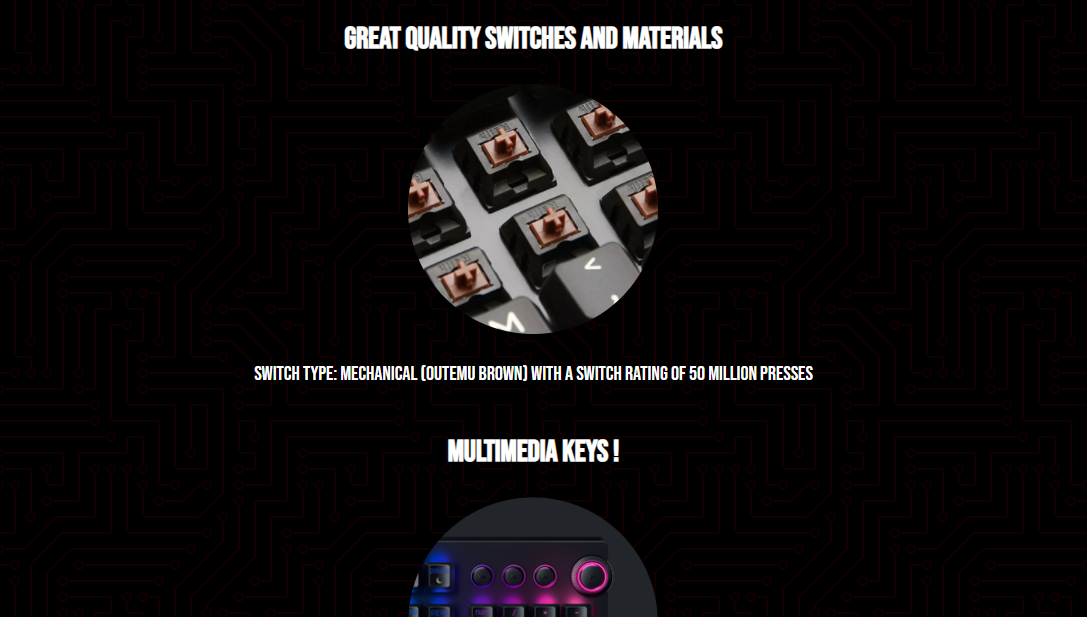 GREAT QUALITY SWITCHES AND MATERIALS
<
M
SWITCH TYPE: MECHANICAL (OUTEMU BROWN) WITH A SWITCH RATING OF 50 MILLION PRESSES
MULTIMEDIA KEYS !